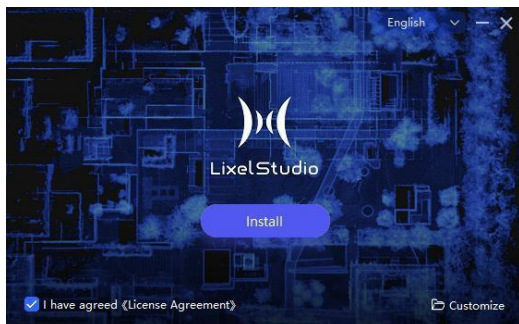 English
LixelStudio
Install
I have agreed 《License Agreement》
Customize